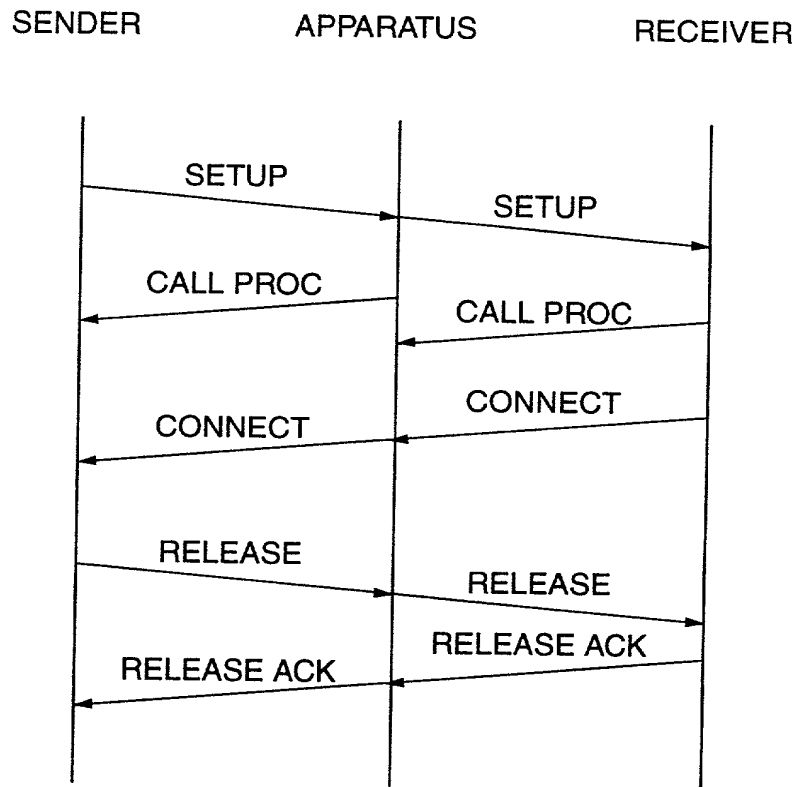 SENDER
APPARATUS
RECEIVER
SETUP
SETUP
CALL PROC
CALL PROC
CONNECT
CONNECT
RELEASE
RELEASE
RELEASE ACK
RELEASE ACK